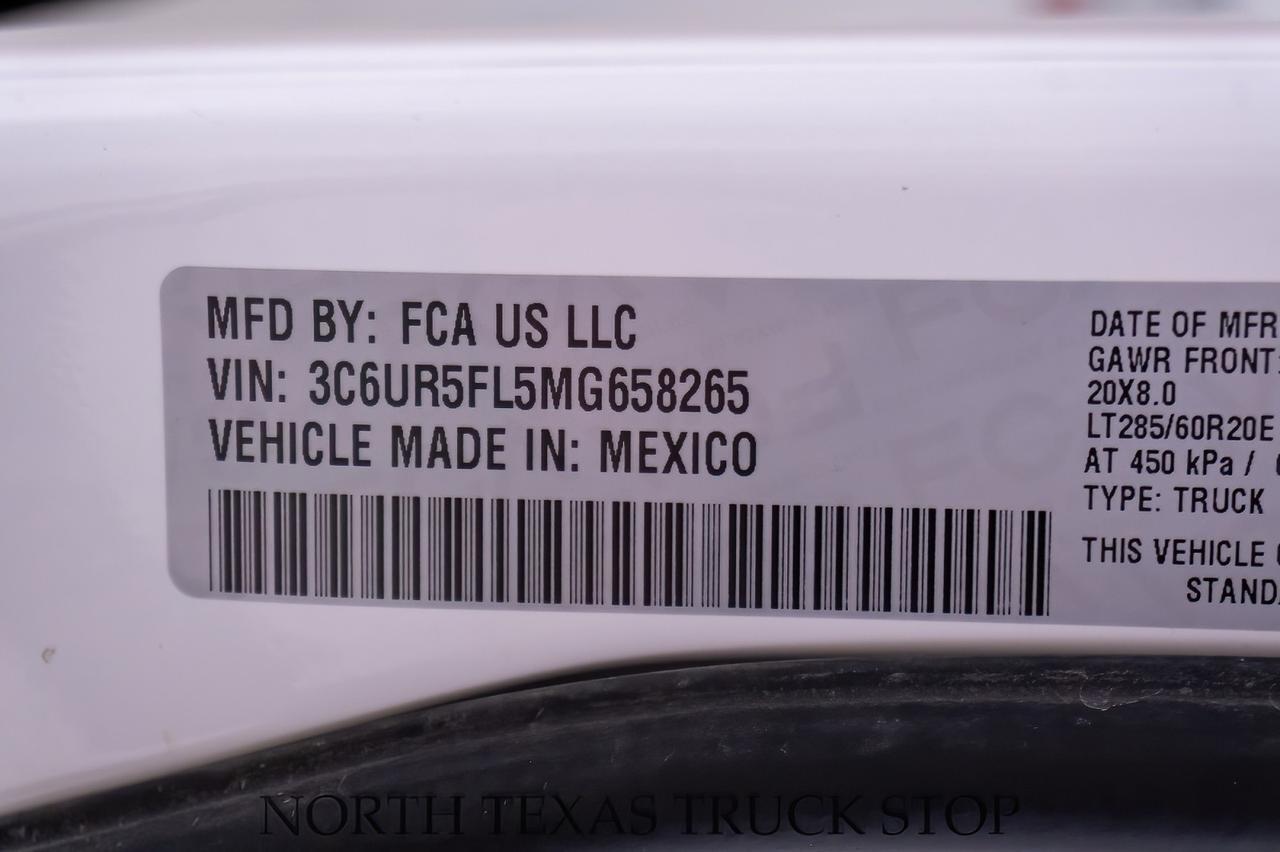 MFD BY: FCA US LLC
VIN: 3C6UR5FL5MG658265
VEHICLE MADE IN: MEXICO
DATE OF MFR
GAWR FRONT:
20X8.0
LT285/60R20E
AT 450 kPa /
TYPE: TRUCK
THIS VEHICLE
STAND
NORTH TEXAS TRUCK STOP